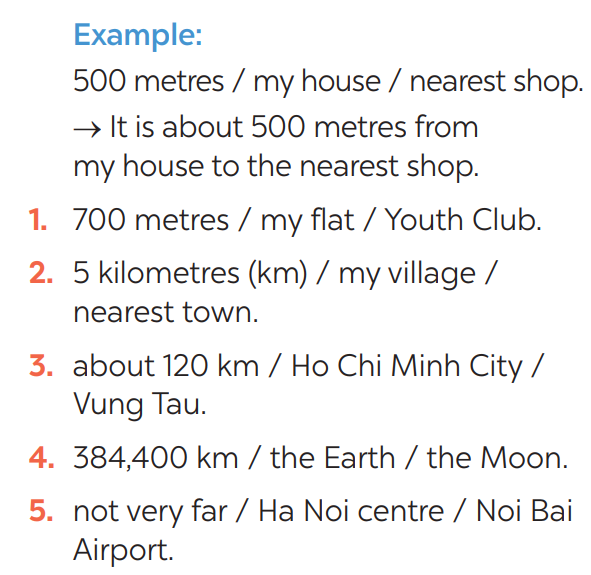 Example:
500 metres / my house / nearest shop.
→ It is about 500 metres from
my house to the nearest shop.
1. 700 metres / my flat / Youth Club.
2. 5 kilometres (km) / my village /
nearest town.
3. about 120 km / Ho Chi Minh City /
Vung Tau.
4. 384,400 km / the Earth / the Moon.
5. not very far / Ha Noi centre / Noi Bai
Airport.